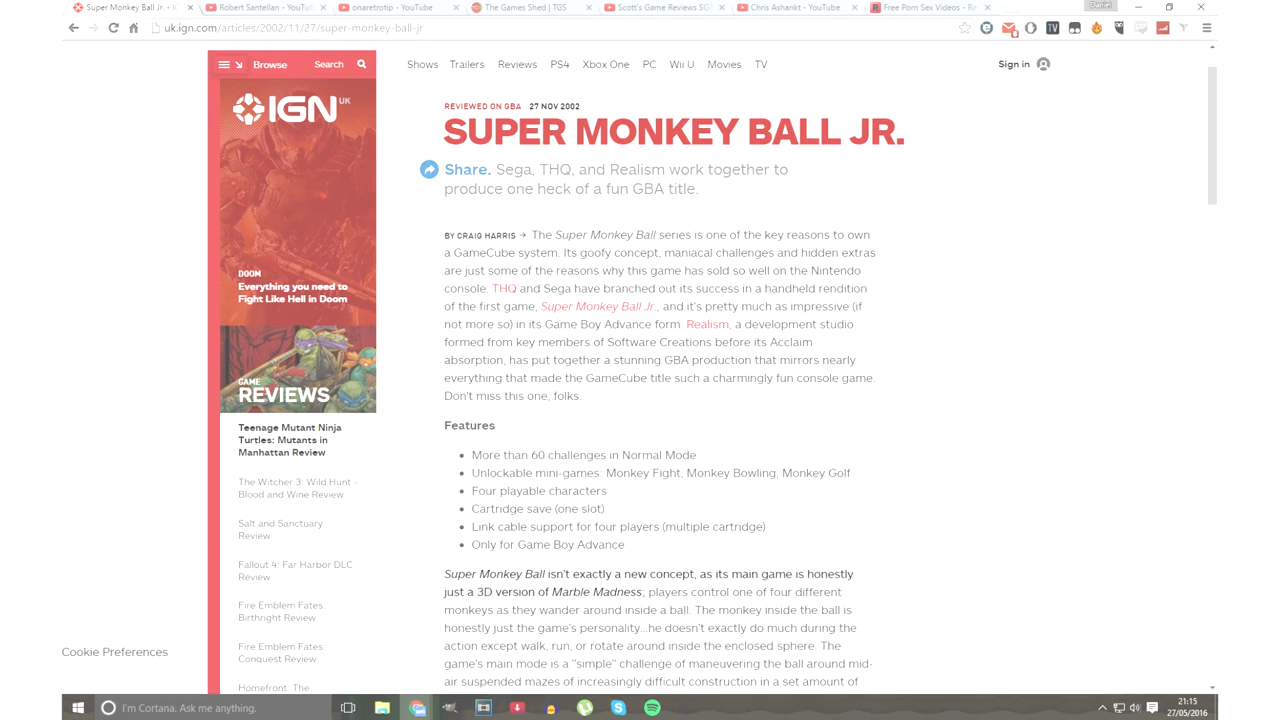 Super Monkey Ball Jr. - IG
Robert Santellan - YouTub
onaretrotip - YouTube
The Games Shed | TGS
Scott's Game Reviews SG
Chris Ashankt - YouTube
Free Porn Sex Videos - Re
Daniel
uk.ign.com/articles/2002/11/27/super-monkey-ball-jr
Browse Search
Shows Trailers Reviews PS4 Xbox One PC Wii U Movies TV
Sign in
IGN UK
REVIEWED ON GBA 27 NOV 2002
SUPER MONKEY BALL JR.
Share. Sega, THQ, and Realism work together to
produce one heck of a fun GBA title.
BY CRAIG HARRIS → The Super Monkey Ball series is one of the key reasons to own
a GameCube system. Its goofy concept, maniacal challenges and hidden extras
are just some of the reasons why this game has sold so well on the Nintendo
console. THQ and Sega have branched out its success in a handheld rendition
of the first game, Super Monkey Ball Jr., and it's pretty much as impressive (if
not more so) in its Game Boy Advance form. Realism, a development studio
formed from key members of Software Creations before its Acclaim
absorption, has put together a stunning GBA production that mirrors nearly
everything that made the GameCube title such a charmingly fun console game.
Don't miss this one, folks.
Features
• More than 60 challenges in Normal Mode
• Unlockable mini-games: Monkey Fight, Monkey Bowling, Monkey Golf
• Four playable characters
• Cartridge save (one slot)
• Link cable support for four players (multiple cartridge)
• Only for Game Boy Advance
Super Monkey Ball isn't exactly a new concept, as its main game is honestly
just a 3D version of Marble Madness; players control one of four different
monkeys as they wander around inside a ball. The monkey inside the ball is
honestly just the game's personality...he doesn't exactly do much during the
action except walk, run, or rotate around inside the enclosed sphere. The
game's main mode is a "simple" challenge of maneuvering the ball around mid-
air suspended mazes of increasingly difficult construction in a set amount of
DOOM
Everything you need to
Fight Like Hell in Doom
GAME
REVIEWS
Teenage Mutant Ninja
Turtles: Mutants in
Manhattan Review
The Witcher 3: Wild Hunt -
Blood and Wine Review
Salt and Sanctuary
Review
Fallout 4: Far Harbor DLC
Review
Fire Emblem Fates:
Birthright Review
Fire Emblem Fates:
Conquest Review
Homefront: The
Cookie Preferences
I'm Cortana. Ask me anything.
21:15
27/05/2016